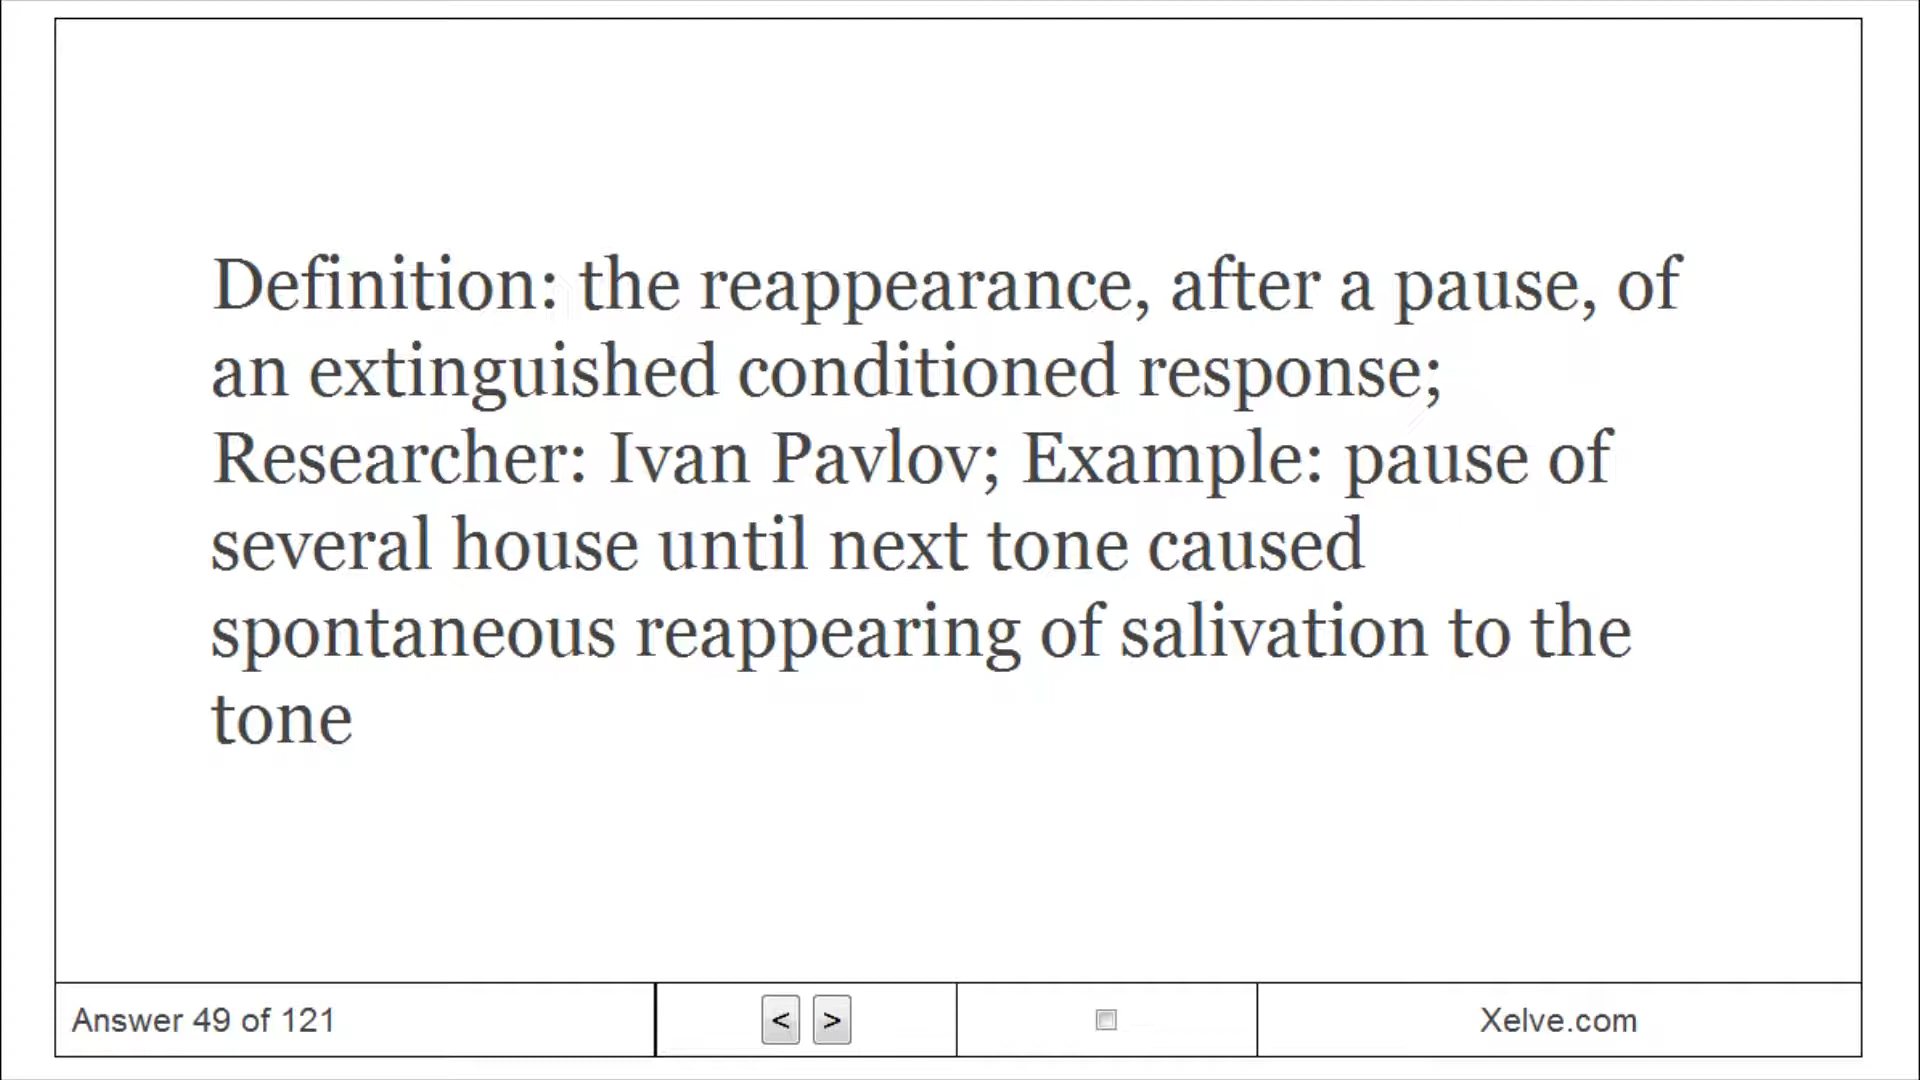 Definition: the reappearance, after a pause, of
an extinguished conditioned response;
Researcher: Ivan Pavlov; Example: pause of
several house until next tone caused
spontaneous reappearing of salivation to the
tone
Answer 49 of 121
< >
Xelve.com